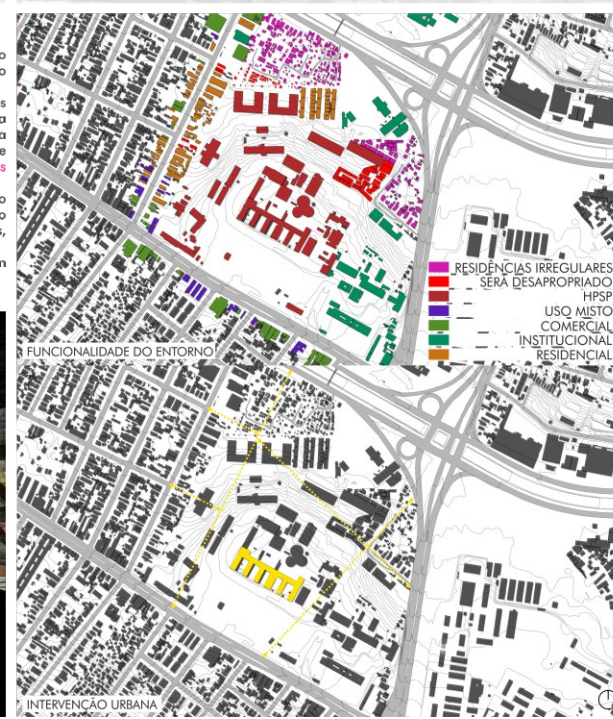 o
o
s
a
a
e
s
o
o
s,
m
RESIDÊNCIAS IRREGULARES
SERÁ DESAPROPRIADO
HPSP
USO MISTO
COMERCIAL
INSTITUCIONAL
RESIDENCIAL
FUNCIONALIDADE DO ENTORNO
INTERVENÇÃO URBANA